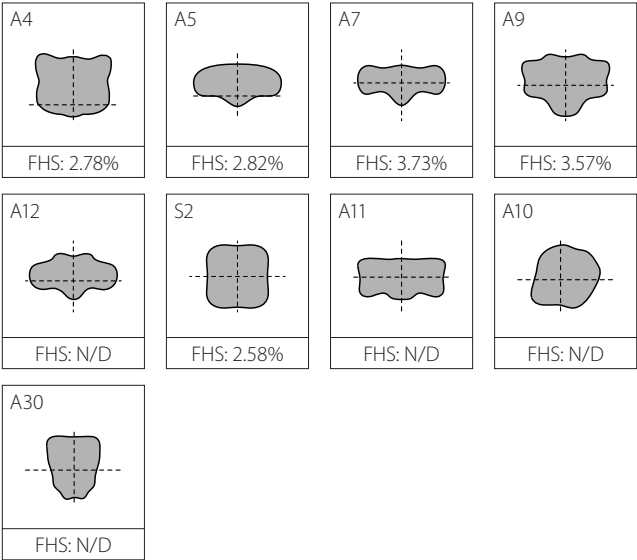 A4
FHS: 2.78%
A5
FHS: 2.82%
A7
FHS: 3.73%
A9
FHS: 3.57%
A12
FHS: N/D
S2
FHS: 2.58%
A11
FHS: N/D
A10
FHS: N/D
A30
FHS: N/D